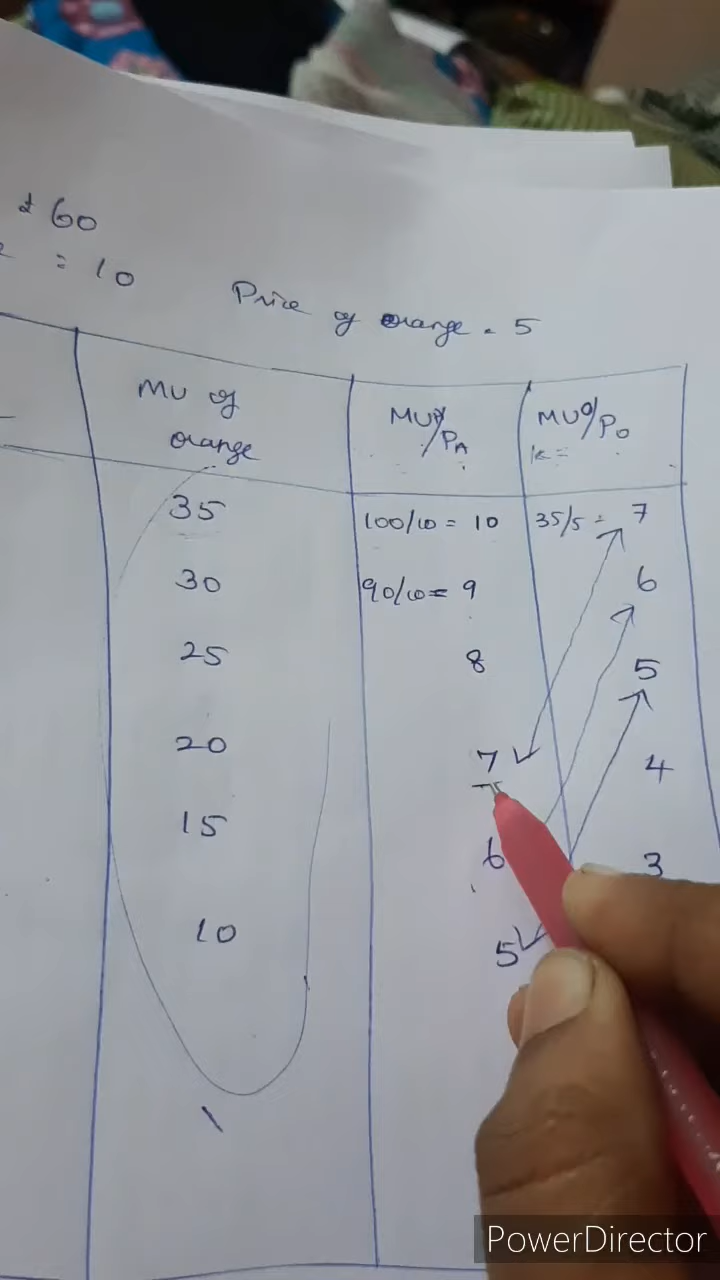 ₹ 60
= 10 Price of orange = 5
MU of orange MUA/PA MUO/PO
35 100/10 = 10 35/5 = 7
30 90/10 = 9 6
25 8 5
20 7 4
15 6 3
10 5
PowerDirector